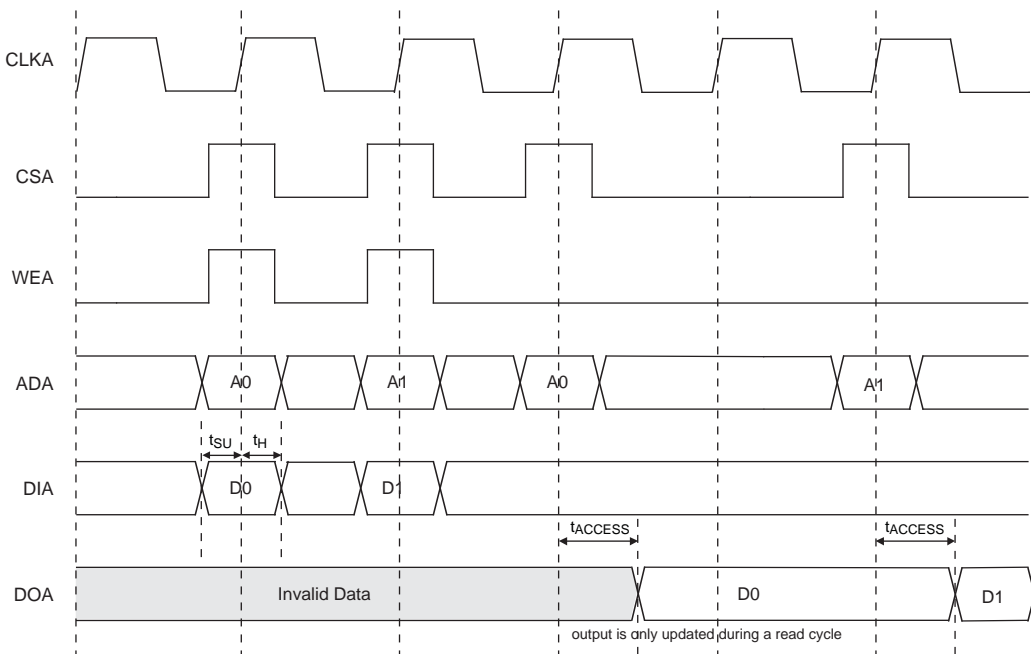 CLKA
CSA
WEA
ADA A0 A1 A0 A1
tSU tH
DIA D0 D1
tACCESS tACCESS
DOA Invalid Data D0 D1
output is only updated during a read cycle